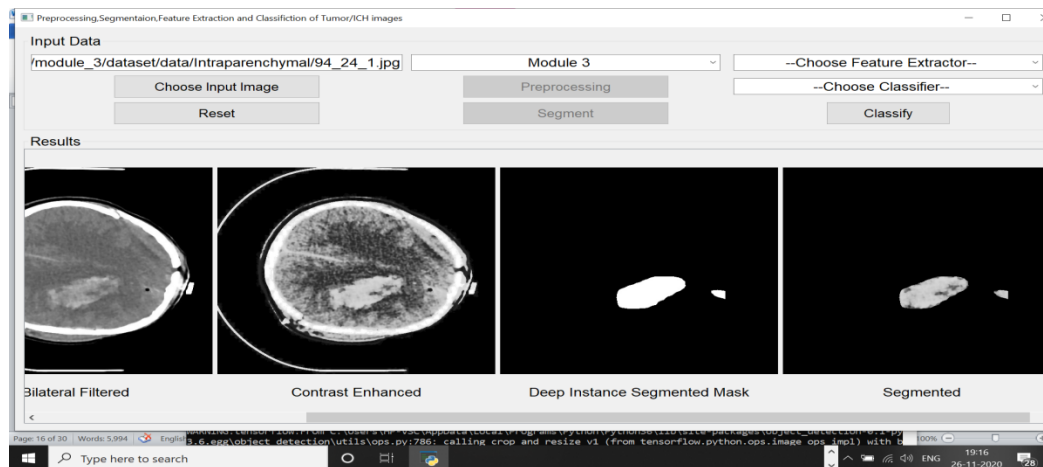 Preprocessing,Segmentaion,Feature Extraction and Classifiction of Tumor/ICH images
Input Data
/module_3/dataset/data/Intraparenchymal/94_24_1.jpg Module 3 --Choose Feature Extractor--
Choose Input Image Preprocessing --Choose Classifier--
Reset Segment Classify
Results
Bilateral Filtered Contrast Enhanced Deep Instance Segmented Mask Segmented
Page: 16 of 30 Words: 5,994 English
3.6.egg\object_detection\utils\ops.py:786: calling crop_and_resize_v1 (from tensorflow.python.ops.image_ops_impl) with b
100%
Type here to search ENG 19:16
26-11-2020 28